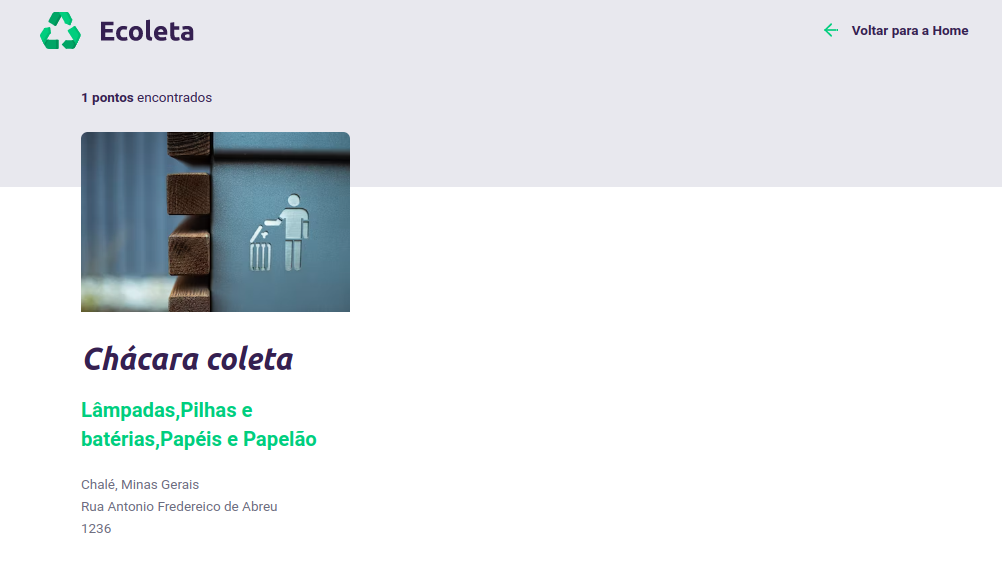 Ecoleta
Voltar para a Home
1 pontos encontrados
Chácara coleta
Lâmpadas,Pilhas e
batérias,Papéis e Papelão
Chalé, Minas Gerais
Rua Antonio Fredereico de Abreu
1236